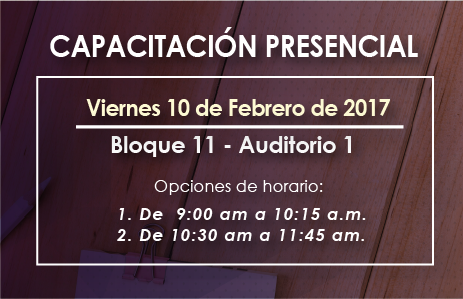 CAPACITACIÓN PRESENCIAL
Viernes 10 de Febrero de 2017
Bloque 11 - Auditorio 1
Opciones de horario:
1. De 9:00 am a 10:15 a.m.
2. De 10:30 am a 11:45 am.